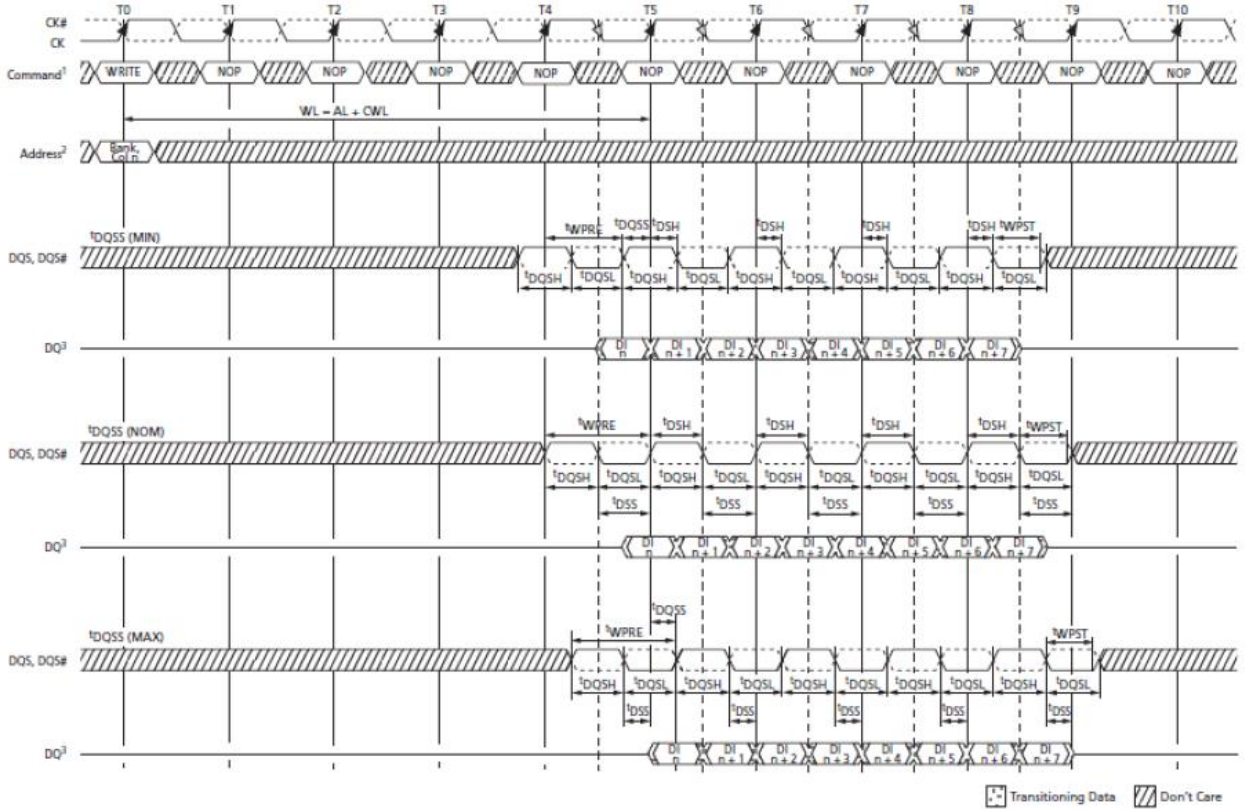 T0 T1 T2 T3 T4 T5 T6 T7 T8 T9 T10
CK#
CK
Command1 WRITE NOP NOP NOP NOP NOP NOP NOP NOP NOP NOP
WL = AL + CWL
Address2 Bank, Col n
tDQSS (MIN) tWPRE tDQSS tDSH tDSH tDSH tDSH tWPST
DQS, DQS#
tDQSH tDQSL tDQSH tDQSL tDQSH tDQSL tDQSH tDQSL tDQSH tDQSL
DQ3 DI n DI n + 1 DI n + 2 DI n + 3 DI n + 4 DI n + 5 DI n + 6 DI n + 7
tDQSS (NOM) tWPRE tDSH tDSH tDSH tDSH tWPST
DQS, DQS#
tDQSH tDQSL tDQSH tDQSL tDQSH tDQSL tDQSH tDQSL tDQSH tDQSL
tDSS tDSS tDSS tDSS tDSS
DQ3 DI n DI n + 1 DI n + 2 DI n + 3 DI n + 4 DI n + 5 DI n + 6 DI n + 7
tDQSS
tDQSS (MAX) tWPRE tWPST
DQS, DQS#
tDQSH tDQSL tDQSH tDQSL tDQSH tDQSL tDQSH tDQSL tDQSH tDQSL
tDSS tDSS tDSS tDSS tDSS
DQ3 DI n DI n + 1 DI n + 2 DI n + 3 DI n + 4 DI n + 5 DI n + 6 DI n + 7
Transitioning Data Don't Care